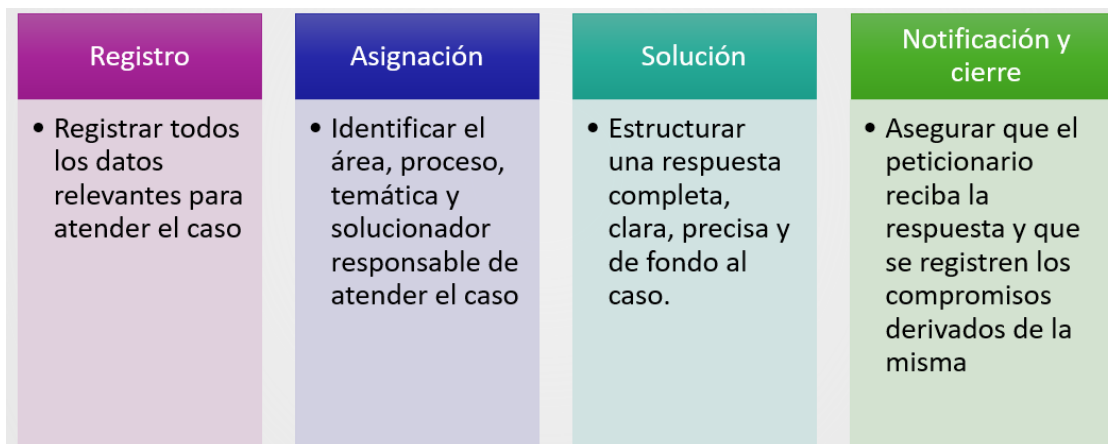 Registro
• Registrar todos
los datos
relevantes para
atender el caso
Asignación
• Identificar el
área, proceso,
temática y
solucionador
responsable de
atender el caso
Solución
• Estructurar
una respuesta
completa,
clara, precisa y
de fondo al
caso.
Notificación y
cierre
• Asegurar que el
peticionario
reciba la
respuesta y que
se registren los
compromisos
derivados de la
misma